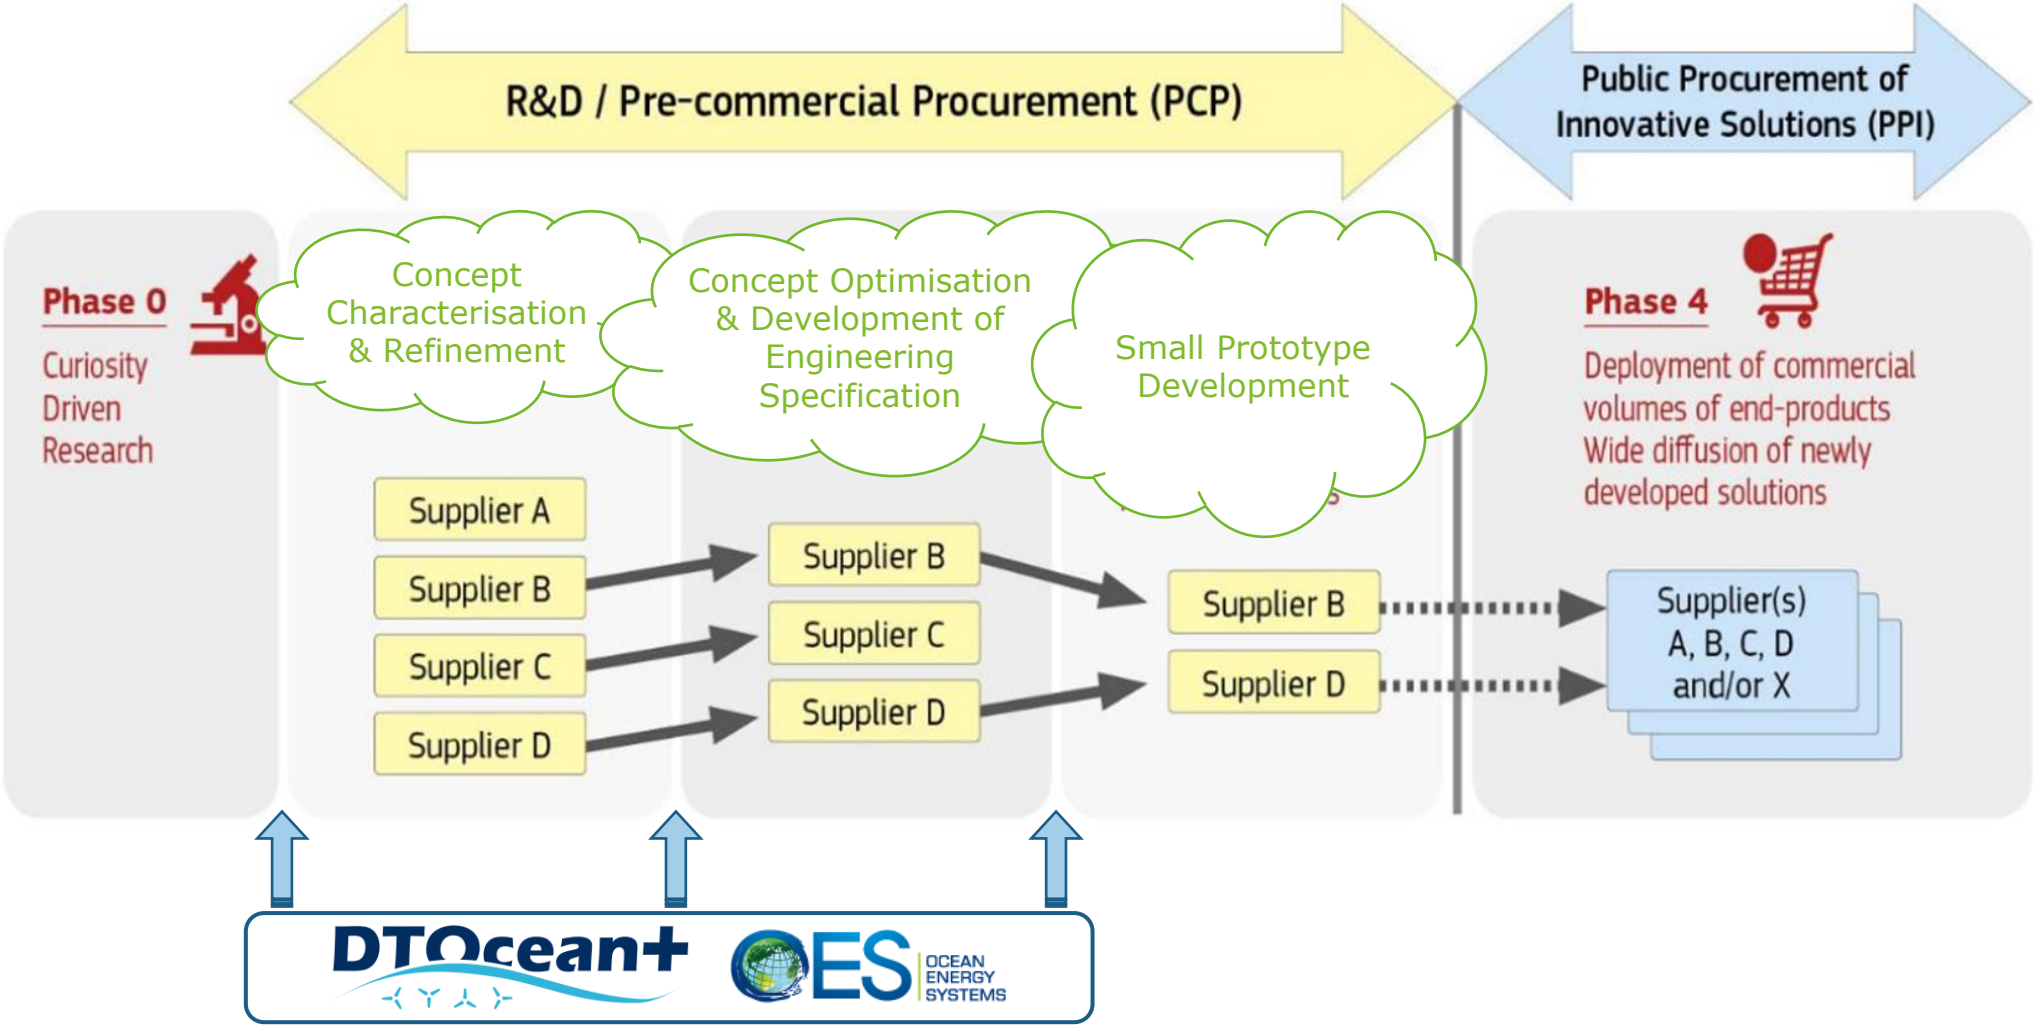 R&D / Pre-commercial Procurement (PCP)
Public Procurement of
Innovative Solutions (PPI)
Phase 0
Curiosity
Driven
Research
Concept
Characterisation
& Refinement
Concept Optimisation
& Development of
Engineering
Specification
Small Prototype
Development
Phase 4
Deployment of commercial
volumes of end-products
Wide diffusion of newly
developed solutions
Supplier A
Supplier B
Supplier C
Supplier D
Supplier B
Supplier C
Supplier D
Supplier B
Supplier D
Supplier(s)
A, B, C, D
and/or X
DTOcean+
OES
OCEAN
ENERGY
SYSTEMS